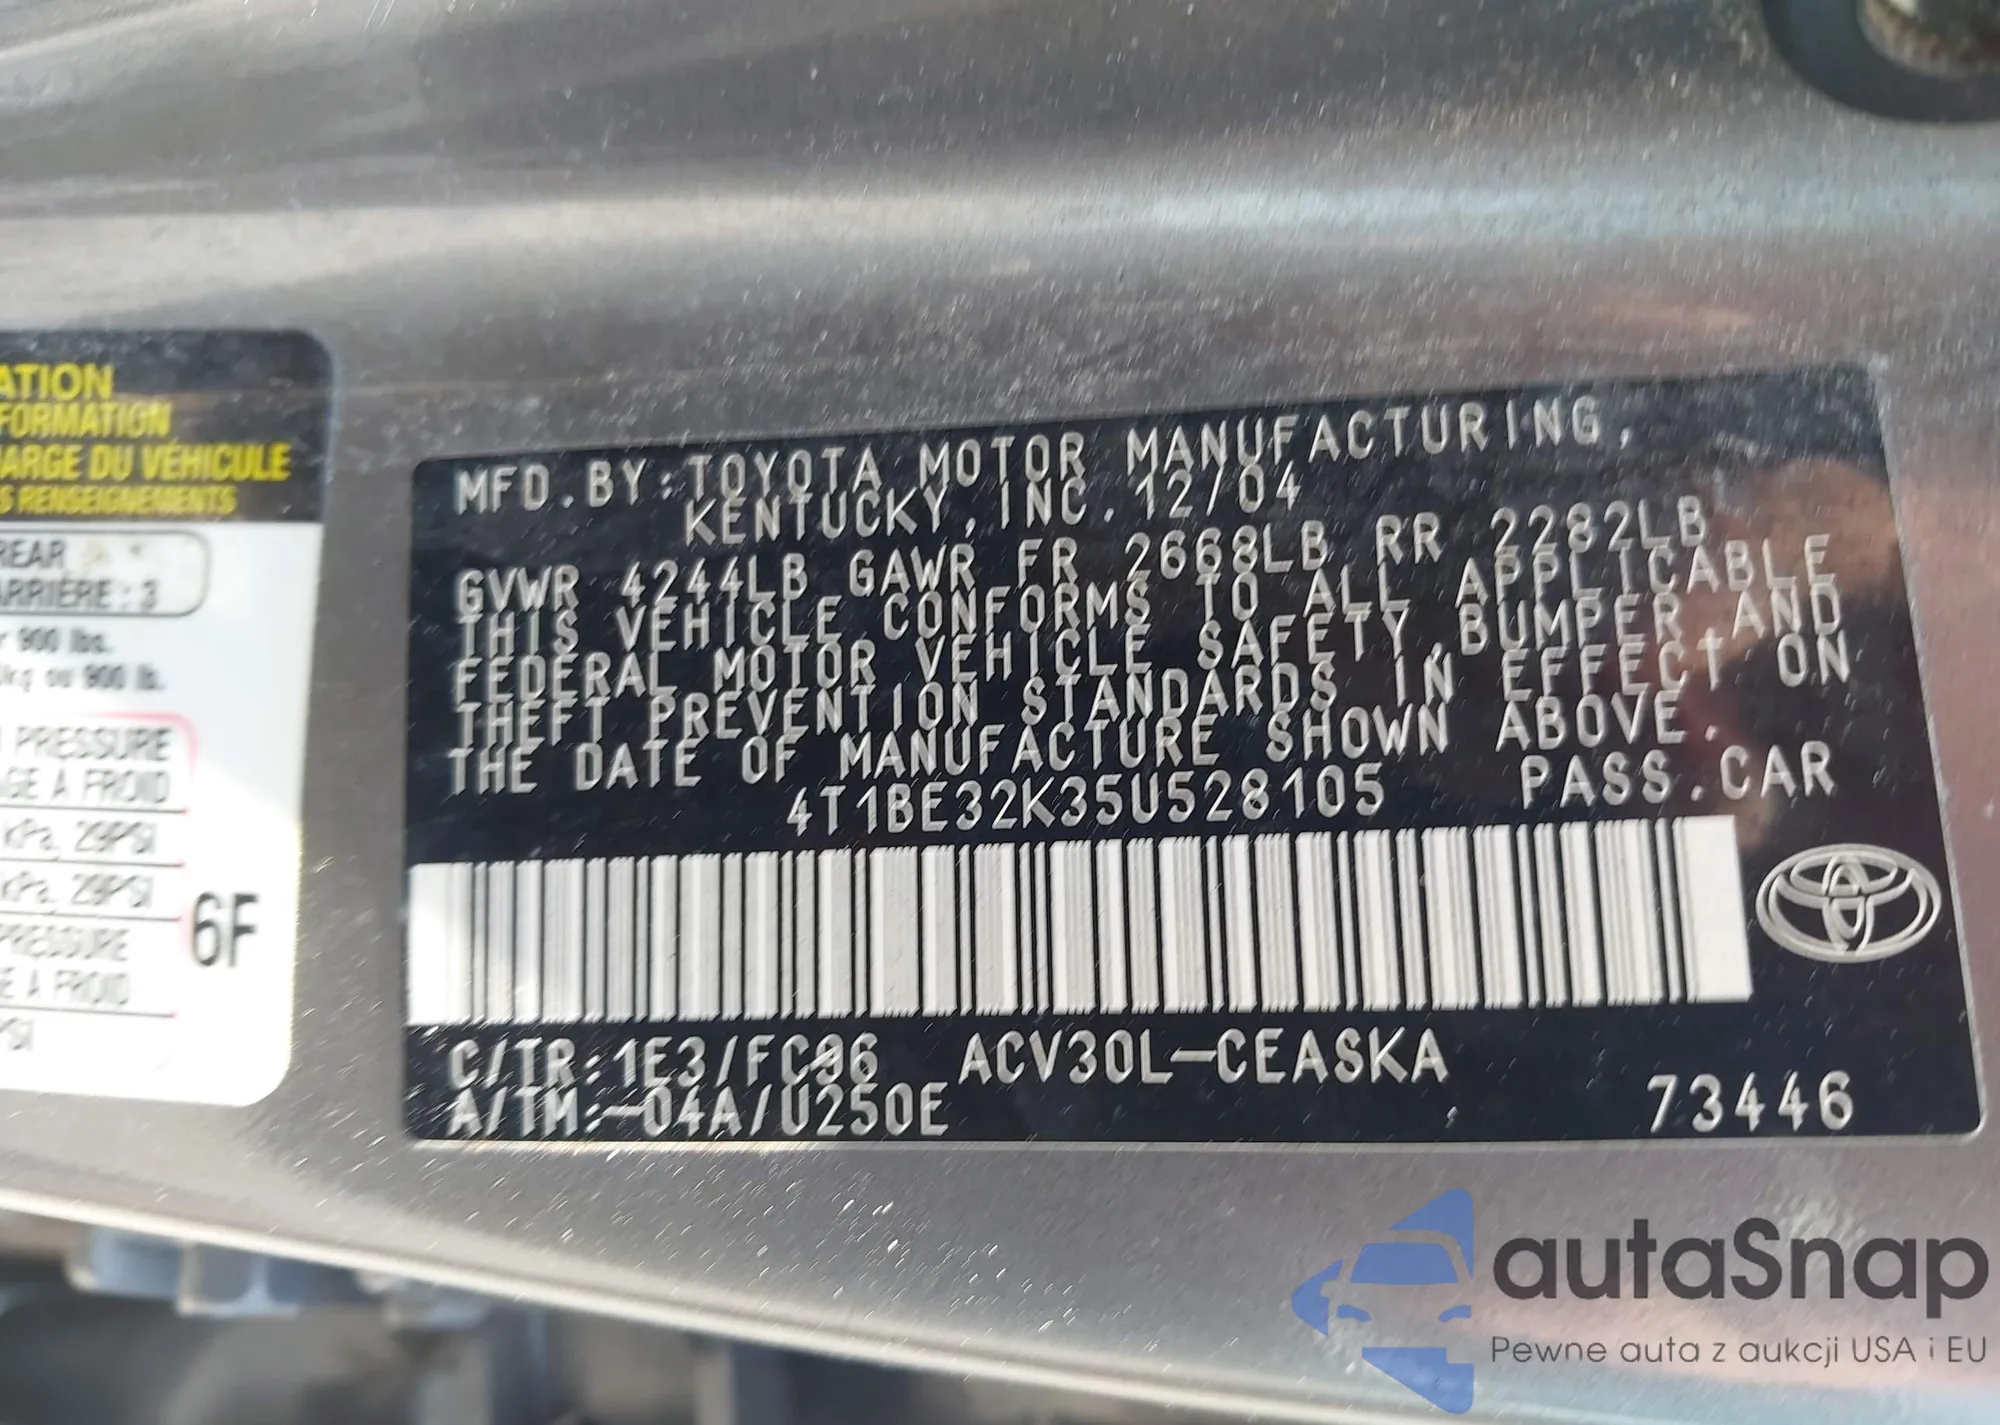 ATION
FORMATION
ARGE DU VÉHICULE
S RENSEIGNEMENTS
REAR
ARRIÈRE : 3
900 lbs.
kg ou 900 lb.
PRESSURE
GE À FROID
kPa, 29PSI
kPa, 29PSI
PRESSURE
E À FROID
PSI
6F
MFD.BY:TOYOTA MOTOR MANUFACTURING,
KENTUCKY, INC. 12/04
GVWR 4244LB GAWR FR 2668LB RR 2282LB
THIS VEHICLE CONFORMS TO ALL APPLICABLE
FEDERAL MOTOR VEHICLE SAFETY,BUMPER,AND
THEFT PREVENTION STANDARDS IN EFFECT ON
THE DATE OF MANUFACTURE SHOWN ABOVE.
4T1BE32K35U528105 PASS.CAR
C/TR:1E3/FC96 ACV30L-CEASKA
A/TM:-04A/U250E 73446
autaSnap
Pewne auta z aukcji USA i EU